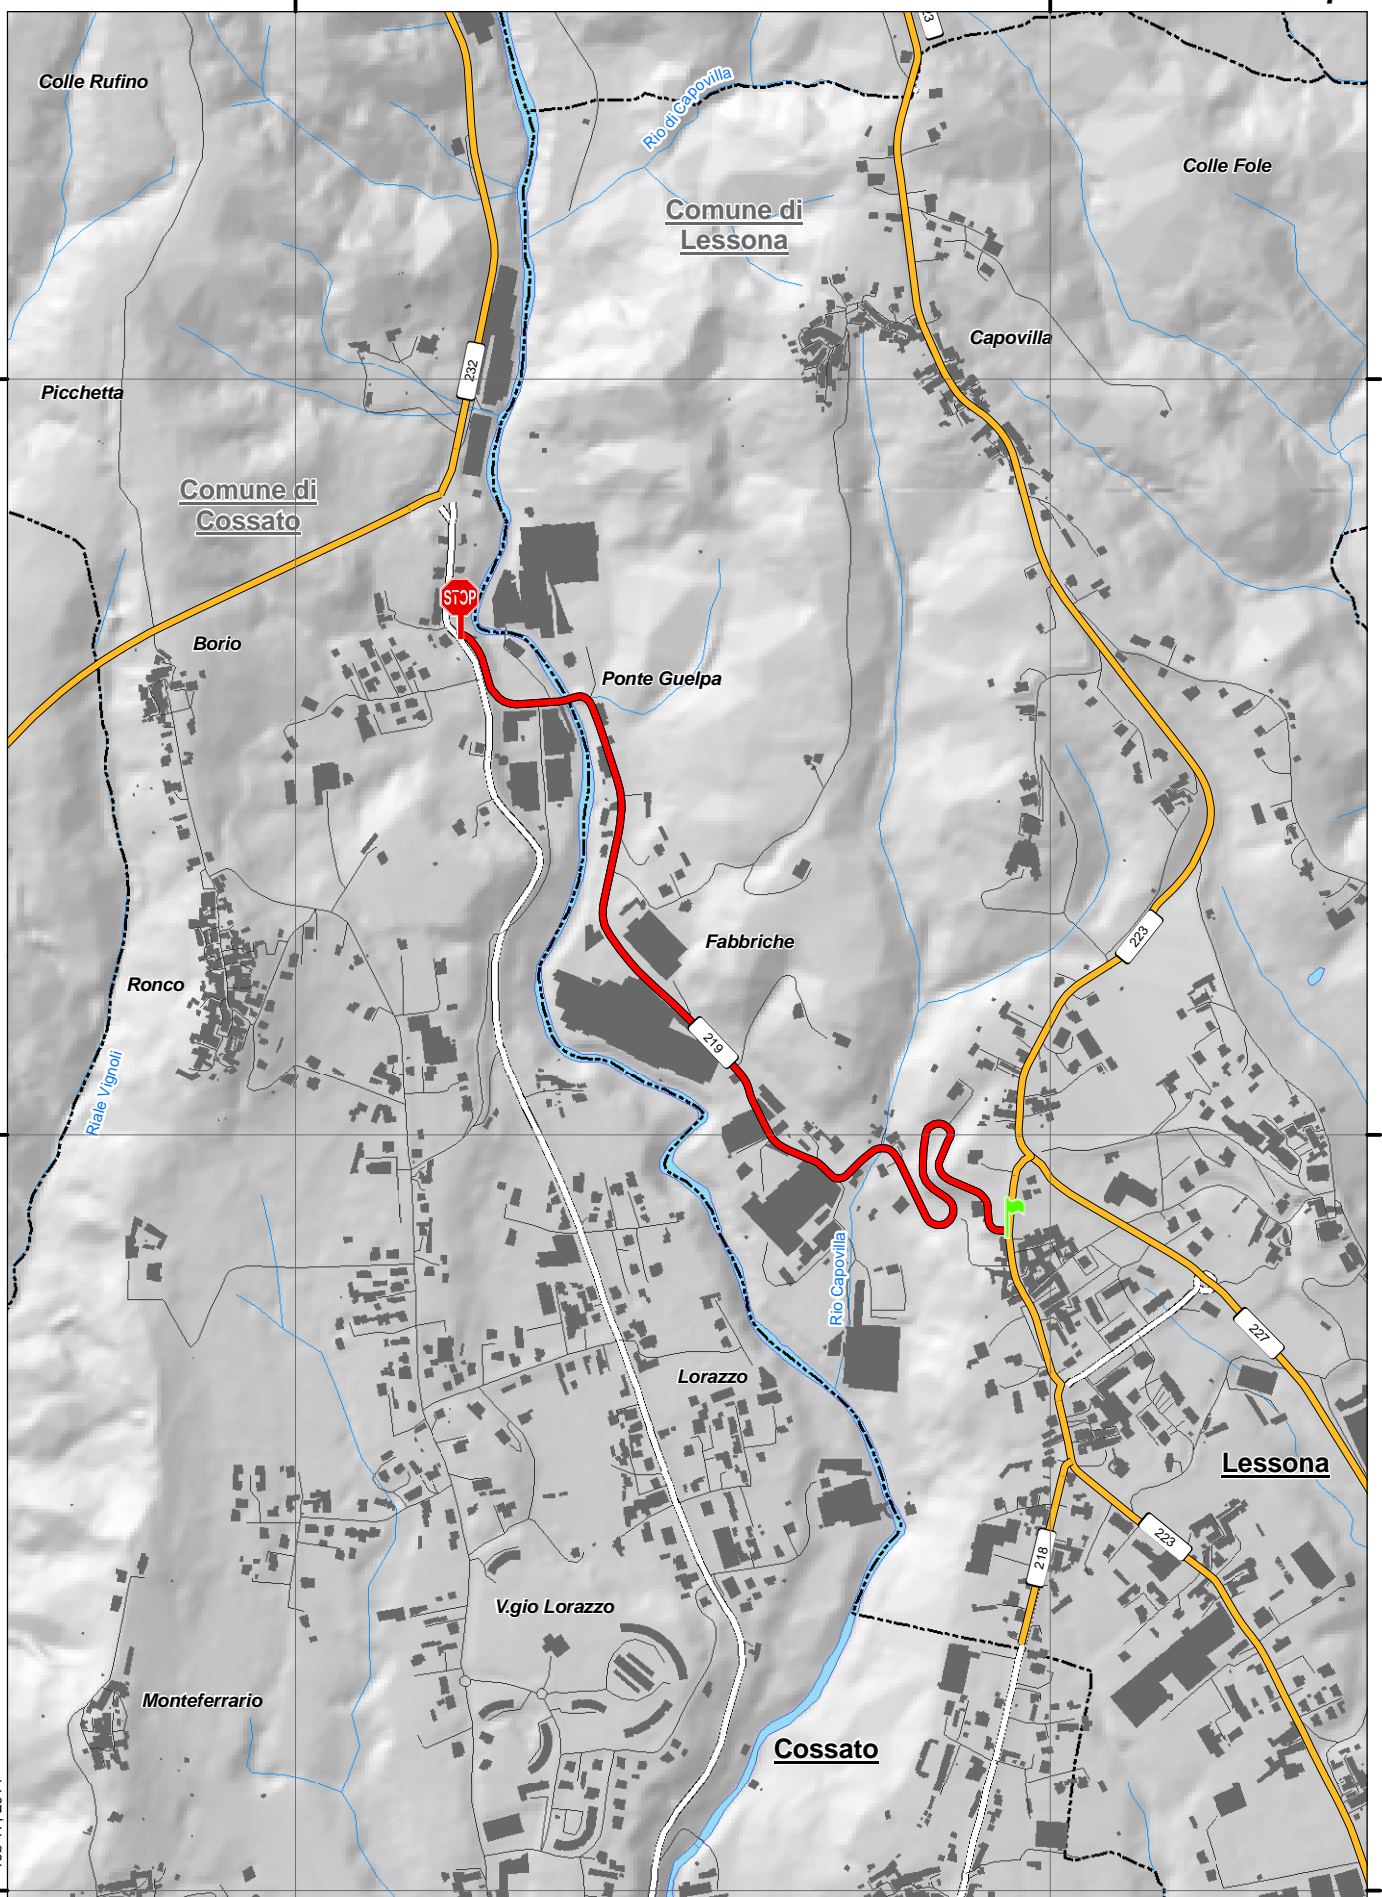 Colle Rufino
Rio di Capovilla
Colle Fole
Comune di
Lessona
Capovilla
232
Picchetta
Comune di
Cossato
STOP
Borio
Ponte Guelpa
223
Fabbriche
Ronco
219
Riale Vignoli
Rio Capovilla
227
Lorazzo
Lessona
223
218
V.gio Lorazzo
Monteferrario
Cossato